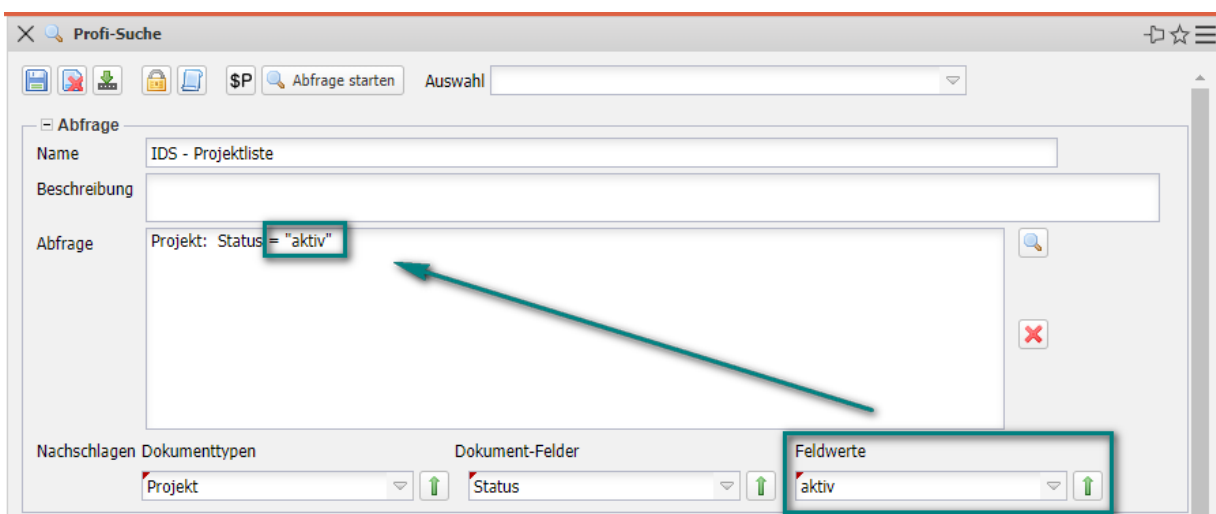 Profi-Suche
$P Abfrage starten Auswahl
Abfrage
Name IDS - Projektliste
Beschreibung
Abfrage Projekt: Status = "aktiv"
Nachschlagen Dokumenttypen Dokument-Felder Feldwerte
Projekt Status aktiv